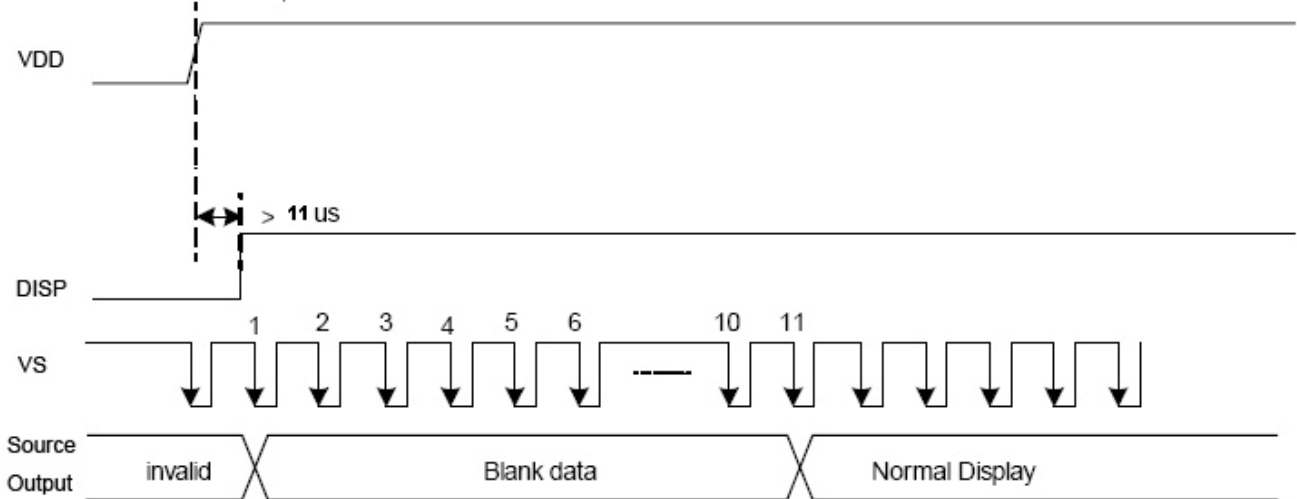 VDD
> 11 us
DISP
1 2 3 4 5 6 10 11
VS
Source
Output
invalid
Blank data
Normal Display